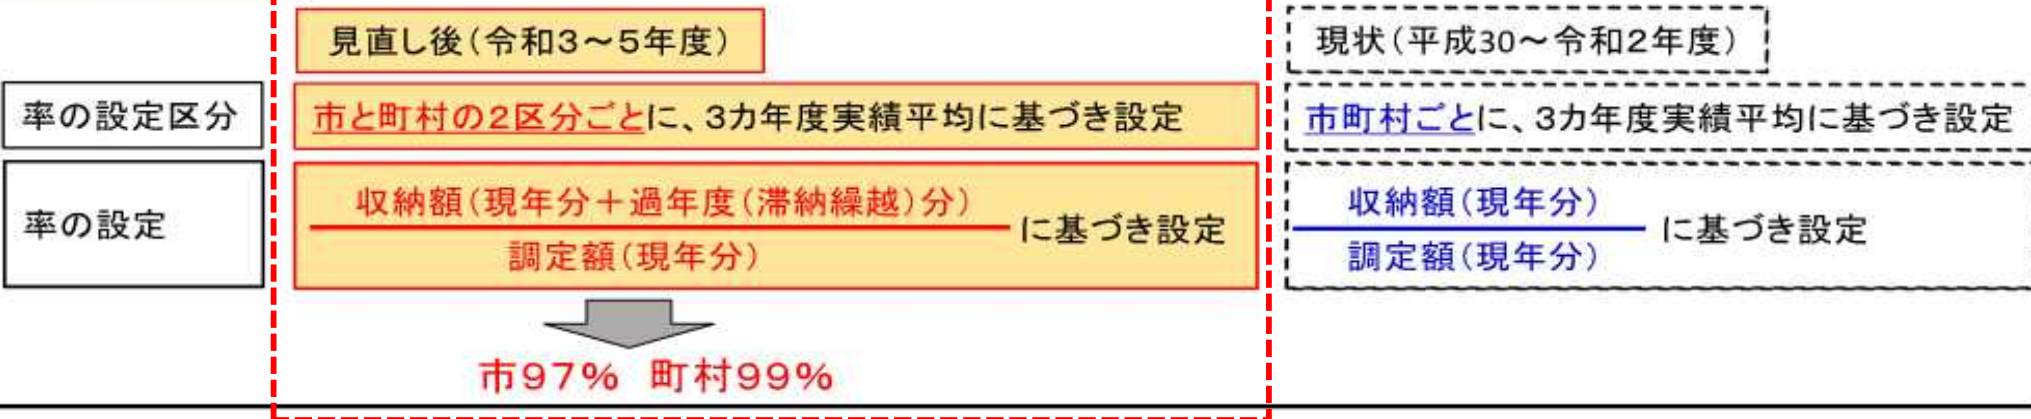 見直し後(令和3～5年度)
現状(平成30～令和2年度)
率の設定区分
市と町村の2区分ごとに、3カ年度実績平均に基づき設定
市町村ごとに、3カ年度実績平均に基づき設定
率の設定
収納額(現年分＋過年度(滞納繰越)分)
調定額(現年分)
に基づき設定
収納額(現年分)
調定額(現年分)
に基づき設定
市97% 町村99%